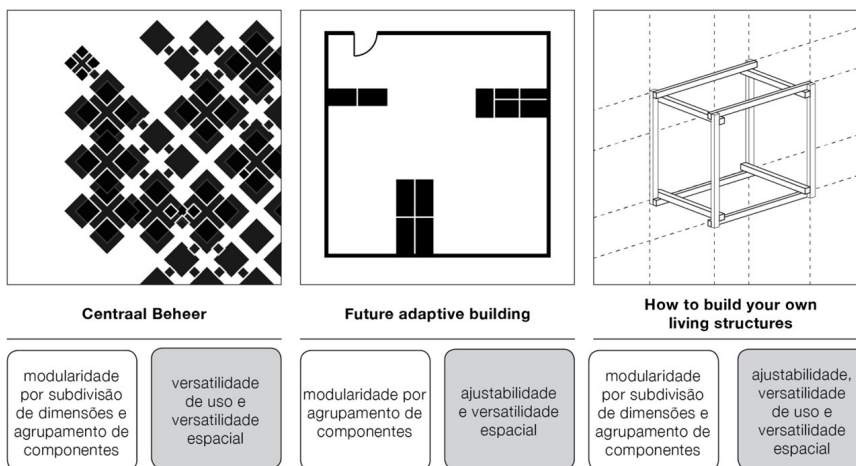 Centraal Beheer
Future adaptive building
How to build your own
living structures
modularidade
por subdivisão
de dimensões e
agrupamento de
componentes
versatilidade
de uso e
versatilidade
espacial
modularidade por
agrupamento de
componentes
ajustabilidade
e versatilidade
espacial
modularidade
por subdivisão
de dimensões e
agrupamento de
componentes
ajustabilidade,
versatilidade
de uso e
versatilidade
espacial